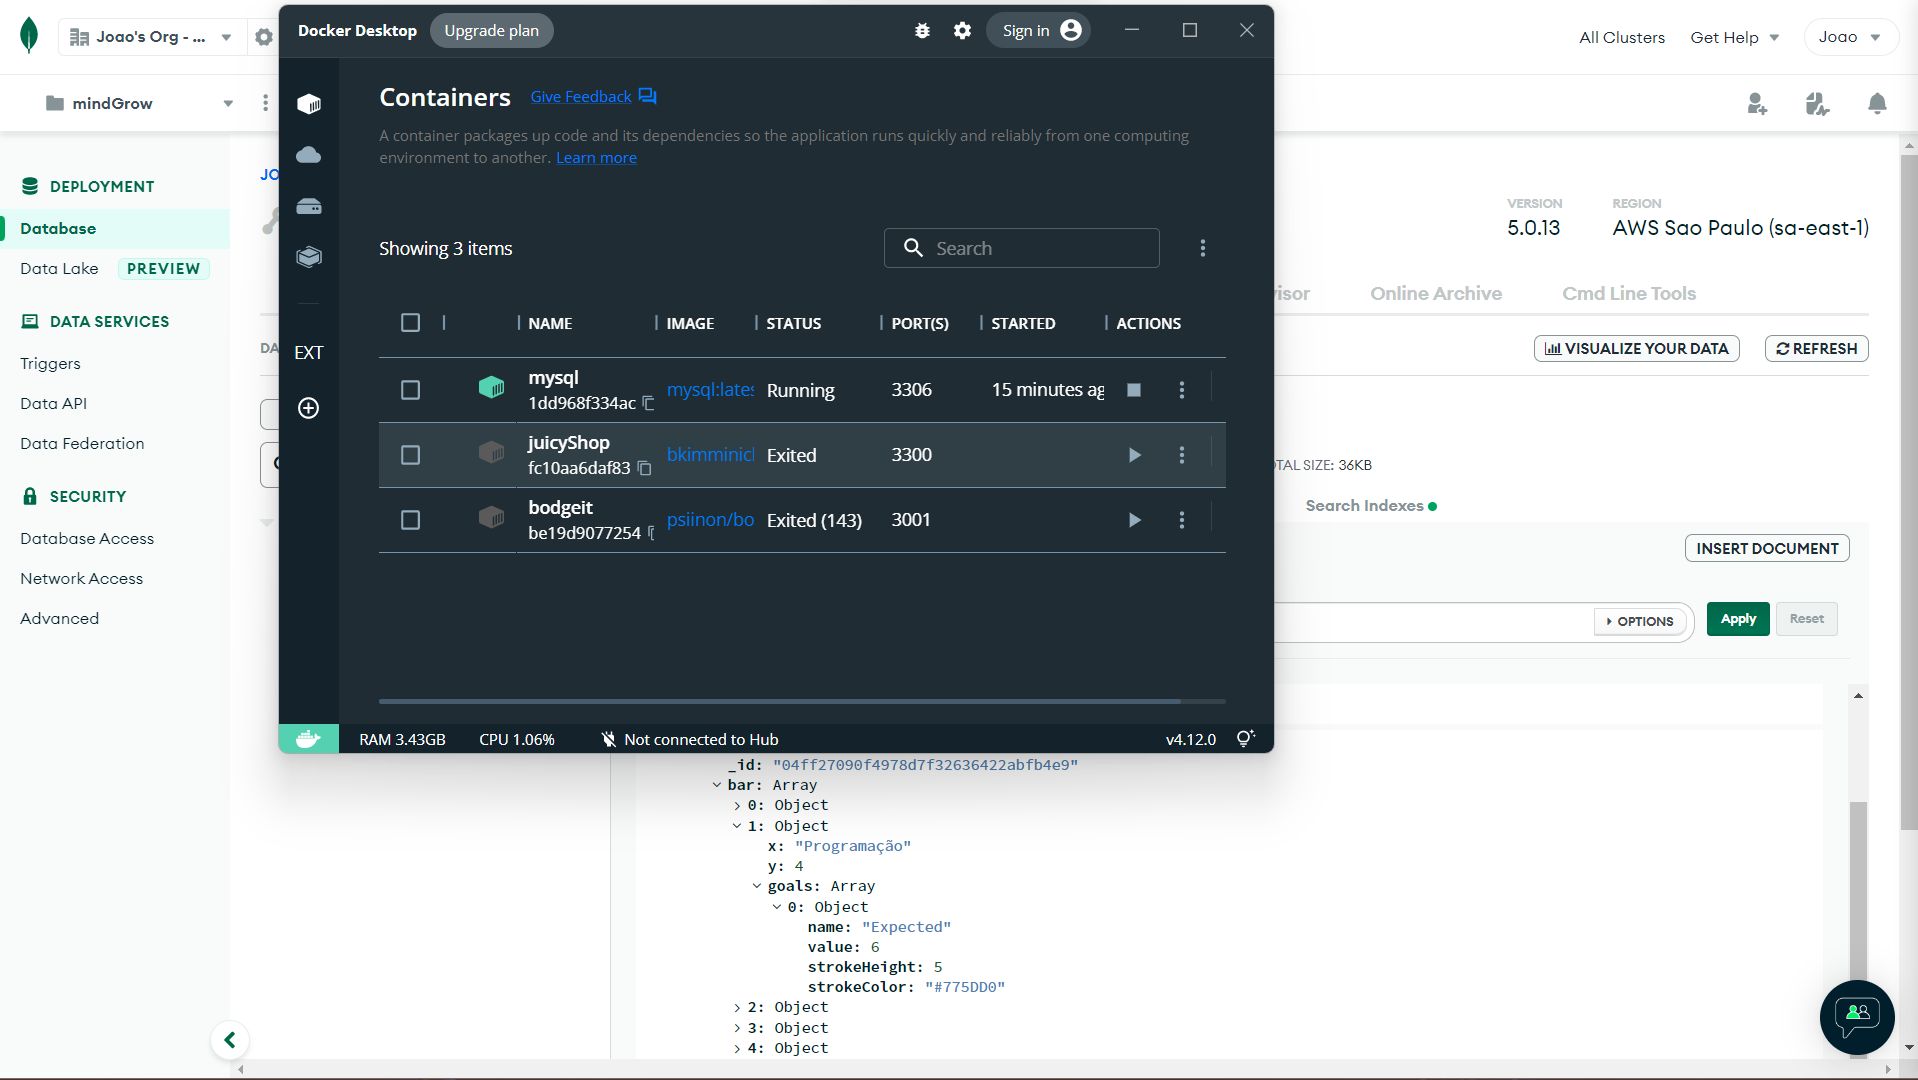 Joao's Org - ...
Docker Desktop
Upgrade plan
Sign in
All Clusters
Get Help
Joao
mindGrow
Containers
Give Feedback
A container packages up code and its dependencies so the application runs quickly and reliably from one computing
environment to another. Learn more
DEPLOYMENT
Database
Data Lake
PREVIEW
DATA SERVICES
Triggers
Data API
Data Federation
SECURITY
Database Access
Network Access
Advanced
JO
DA
EXT
Showing 3 items
Search
NAME
IMAGE
STATUS
PORT(S)
STARTED
ACTIONS
mysql
1dd968f334ac
mysql:lates
Running
3306
15 minutes ag
juicyShop
fc10aa6daf83
bkimminicl
Exited
3300
bodgeit
be19d9077254
psiinon/bo
Exited (143)
3001
RAM 3.43GB
CPU 1.06%
Not connected to Hub
v4.12.0
VERSION
5.0.13
REGION
AWS Sao Paulo (sa-east-1)
isor
Online Archive
Cmd Line Tools
VISUALIZE YOUR DATA
REFRESH
TAL SIZE: 36KB
Search Indexes
INSERT DOCUMENT
OPTIONS
Apply
Reset
_id: "04ff27090f4978d7f32636422abfb4e9"
bar: Array
0: Object
1: Object
x: "Programação"
y: 4
goals: Array
0: Object
name: "Expected"
value: 6
strokeHeight: 5
strokeColor: "#775DD0"
2: Object
3: Object
4: Object